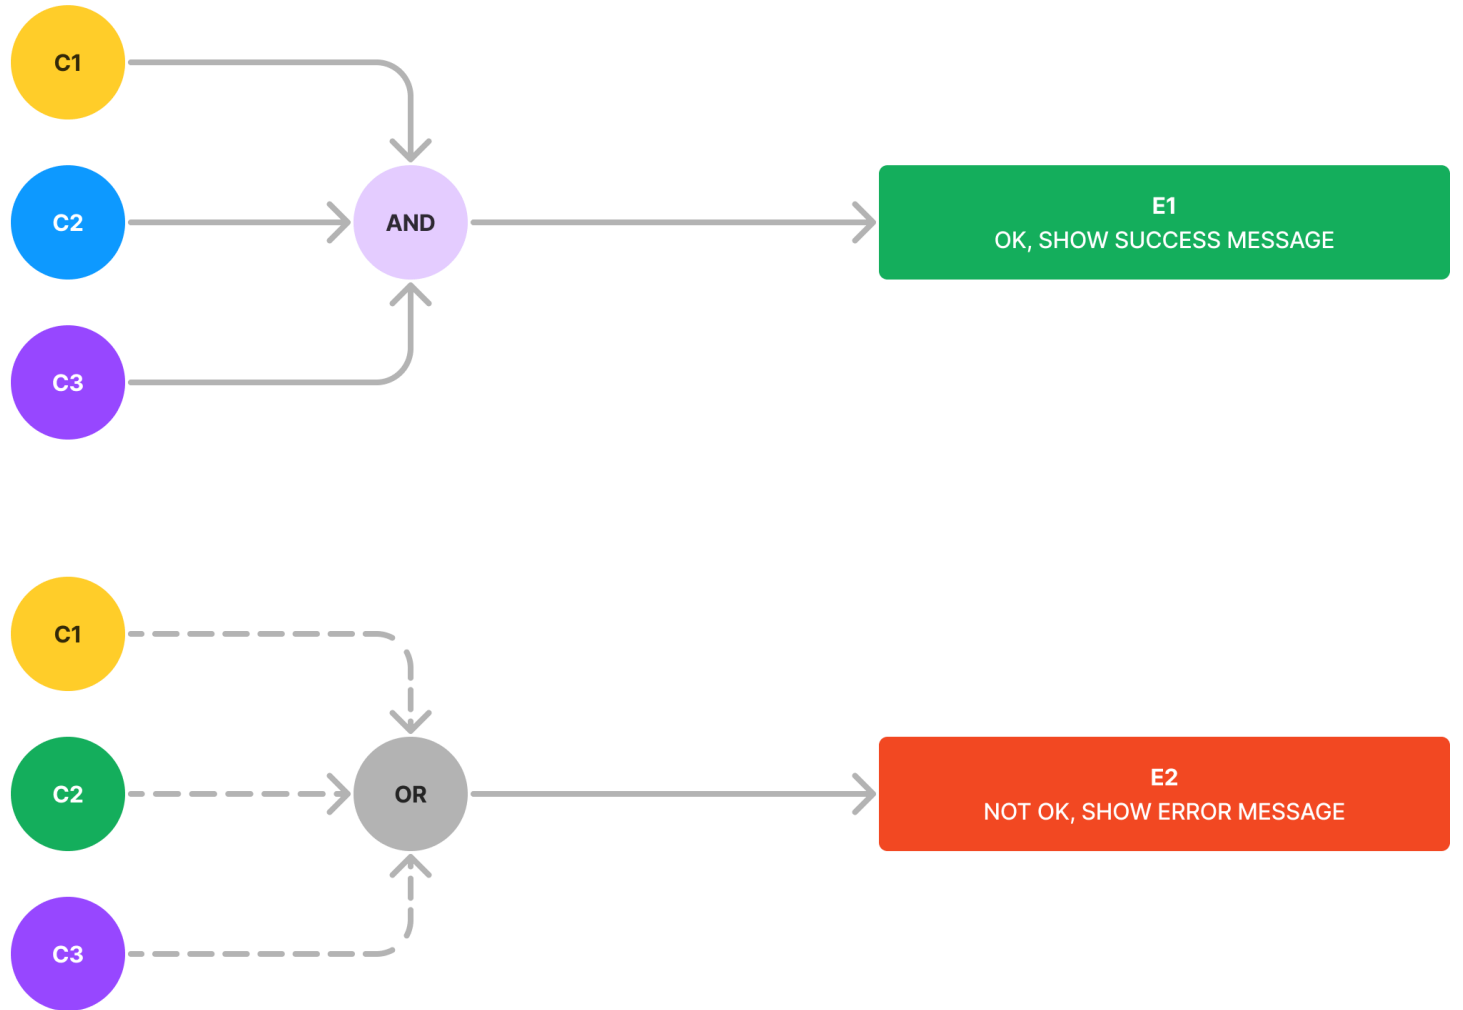 C1
C2
AND
E1
OK, SHOW SUCCESS MESSAGE
C3
C1
C2
OR
E2
NOT OK, SHOW ERROR MESSAGE
C3